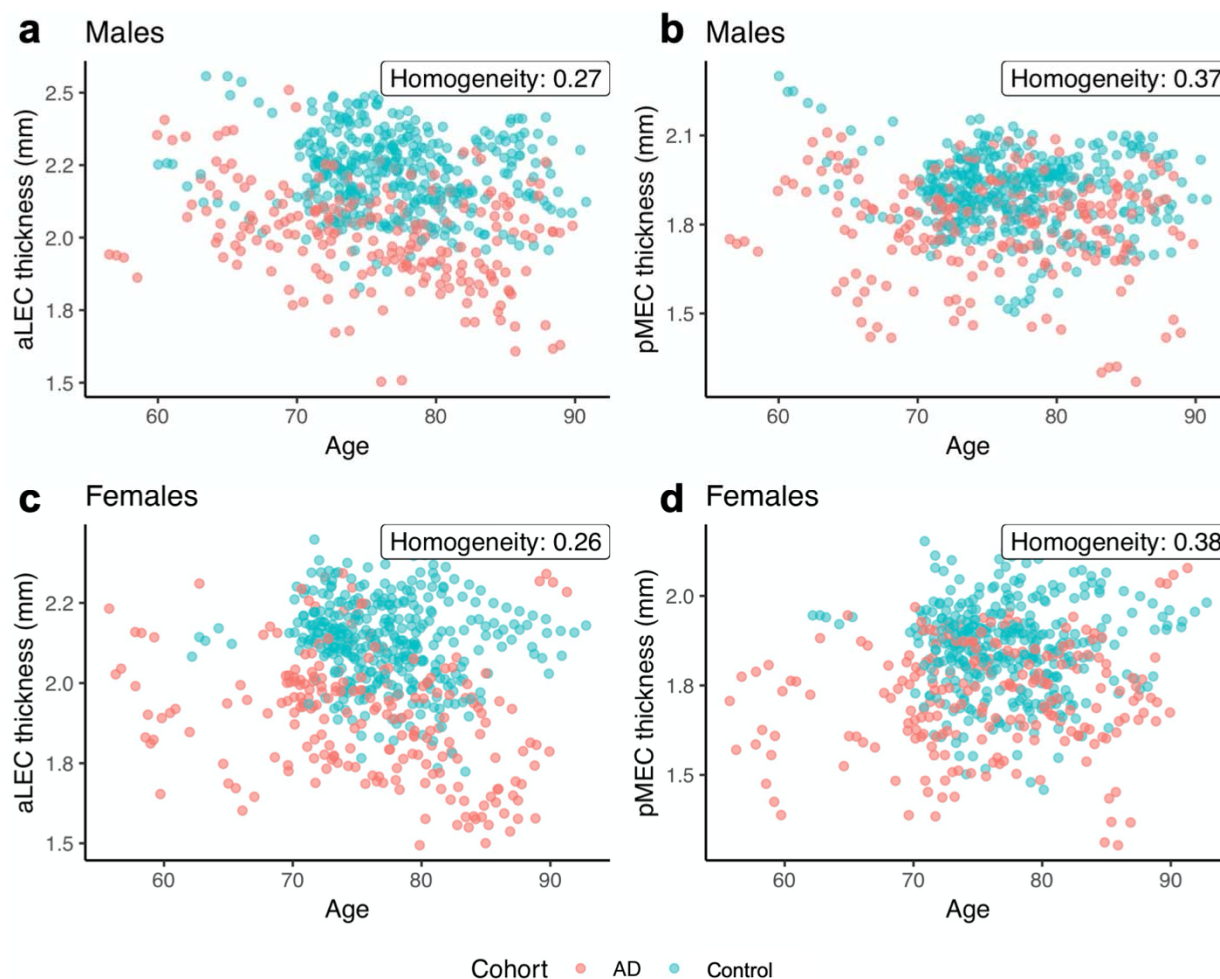 a Males
Homogeneity: 0.27
aLEC thickness (mm)
2.5
2.2
2.0
1.8
1.5
60 70 80 90
Age
b Males
Homogeneity: 0.37
pMEC thickness (mm)
2.1
1.8
1.5
60 70 80 90
Age
c Females
Homogeneity: 0.26
aLEC thickness (mm)
2.2
2.0
1.8
1.5
60 70 80 90
Age
d Females
Homogeneity: 0.38
pMEC thickness (mm)
2.0
1.8
1.5
60 70 80 90
Age
Cohort AD Control